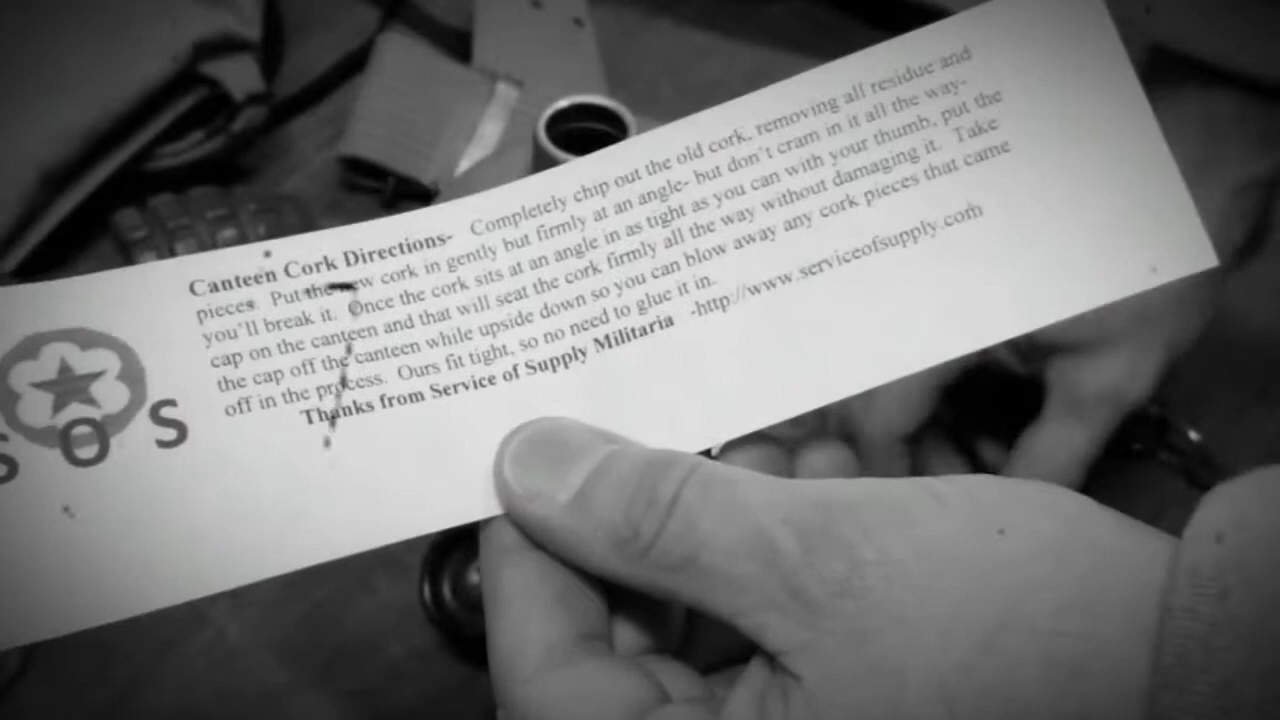 Canteen Cork Directions- Completely chip out the old cork, removing all residue and
pieces. Put the new cork in gently but firmly at an angle- but don't cram in it all the way-
you'll break it. Once the cork sits at an angle in as tight as you can with your thumb, put the
cap on the canteen and that will seat the cork firmly all the way without damaging it. Take
the cap off the canteen while upside down so you can blow away any cork pieces that came
off in the process. Ours fit tight, so no need to glue it in.
Thanks from Service of Supply Militaria -http://www.serviceofsupply.com
S O S